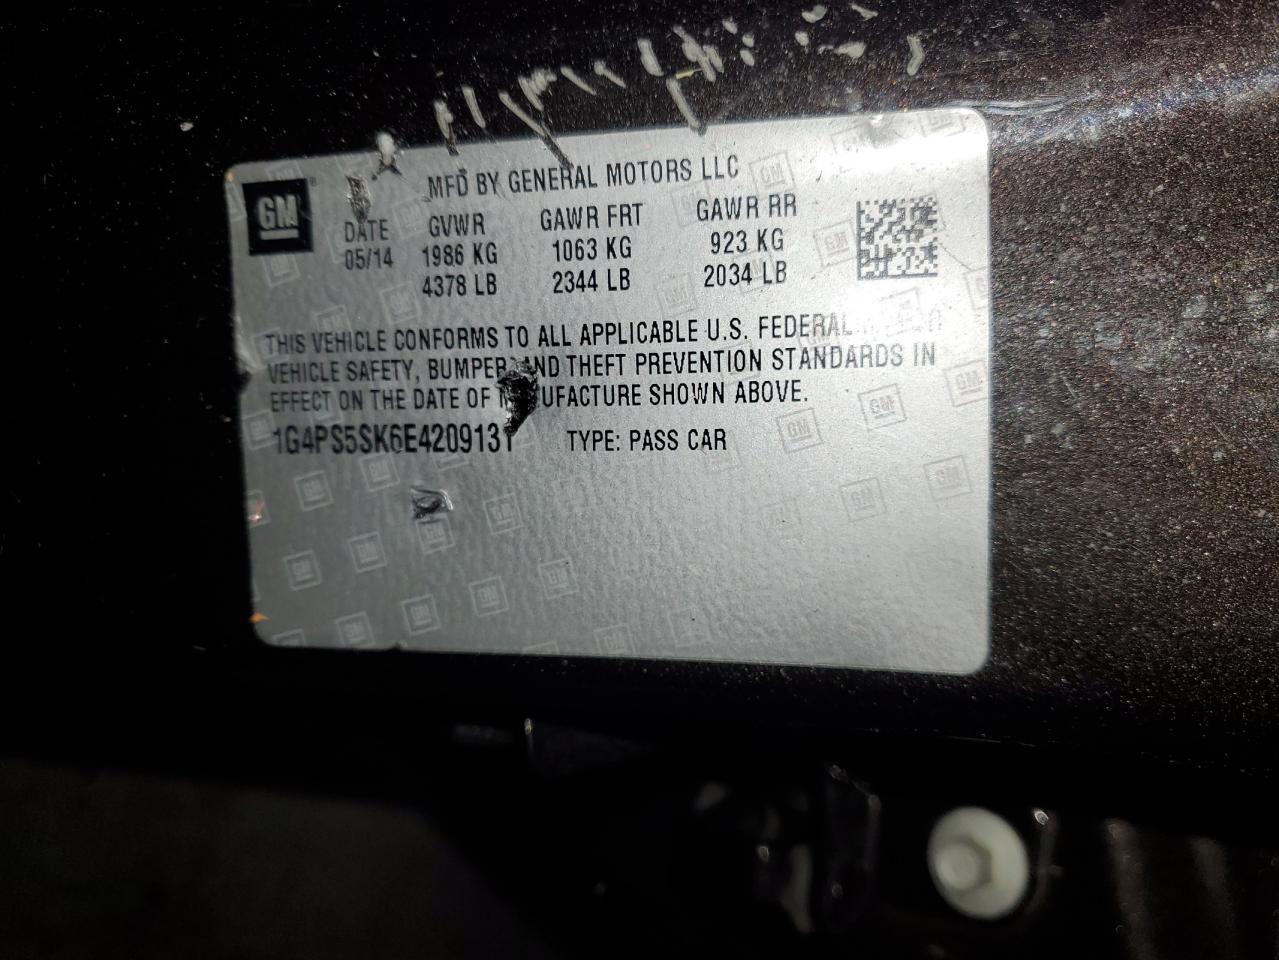 GM
MFD BY GENERAL MOTORS LLC
DATE GVWR GAWR FRT GAWR RR
05/14 1986 KG 1063 KG 923 KG
4378 LB 2344 LB 2034 LB
THIS VEHICLE CONFORMS TO ALL APPLICABLE U.S. FEDERAL
VEHICLE SAFETY, BUMPER AND THEFT PREVENTION STANDARDS IN
EFFECT ON THE DATE OF MANUFACTURE SHOWN ABOVE.
1G4PS5SK6E4209131 TYPE: PASS CAR